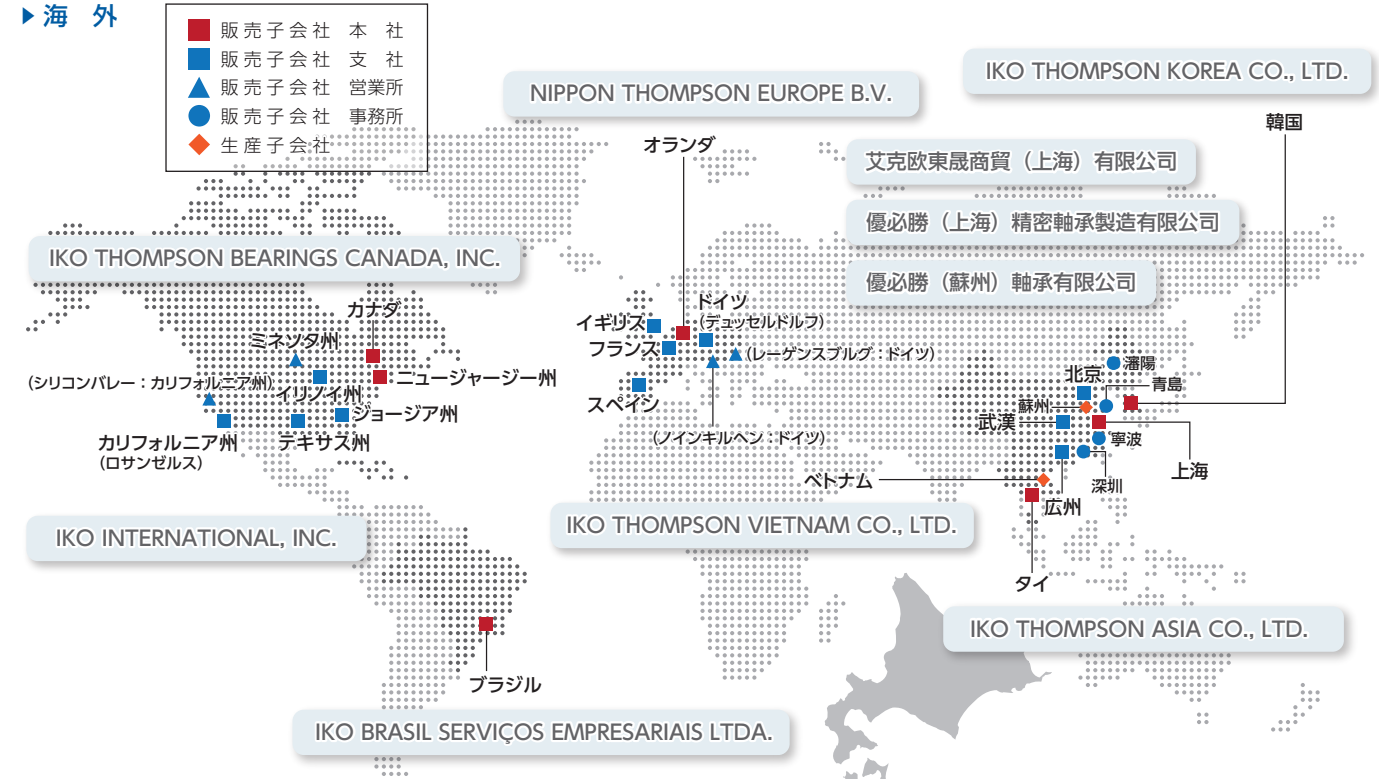 ▶海 外
販売子会社 本 社
販売子会社 支 社
販売子会社 営業所
販売子会社 事務所
生産子会社
NIPPON THOMPSON EUROPE B.V.
IKO THOMPSON KOREA CO., LTD.
韓国
オランダ
艾克欧東晟商貿（上海）有限公司
優必勝（上海）精密軸承製造有限公司
優必勝（蘇州）軸承有限公司
IKO THOMPSON BEARINGS CANADA, INC.
カナダ
ミネソタ州
(シリコンバレー：カリフォルニア州)
イリノイ州
ニュージャージー州
ジョージア州
カリフォルニア州
(ロサンゼルス)
テキサス州
イギリス
ドイツ
(デュッセルドルフ)
フランス
(レーゲンスブルグ：ドイツ)
スペイン
(ノインキルヘン：ドイツ)
瀋陽
北京
青島
蘇州
武漢
寧波
上海
深圳
広州
ベトナム
タイ
IKO INTERNATIONAL, INC.
IKO THOMPSON VIETNAM CO., LTD.
IKO THOMPSON ASIA CO., LTD.
ブラジル
IKO BRASIL SERVIÇOS EMPRESARIAIS LTDA.